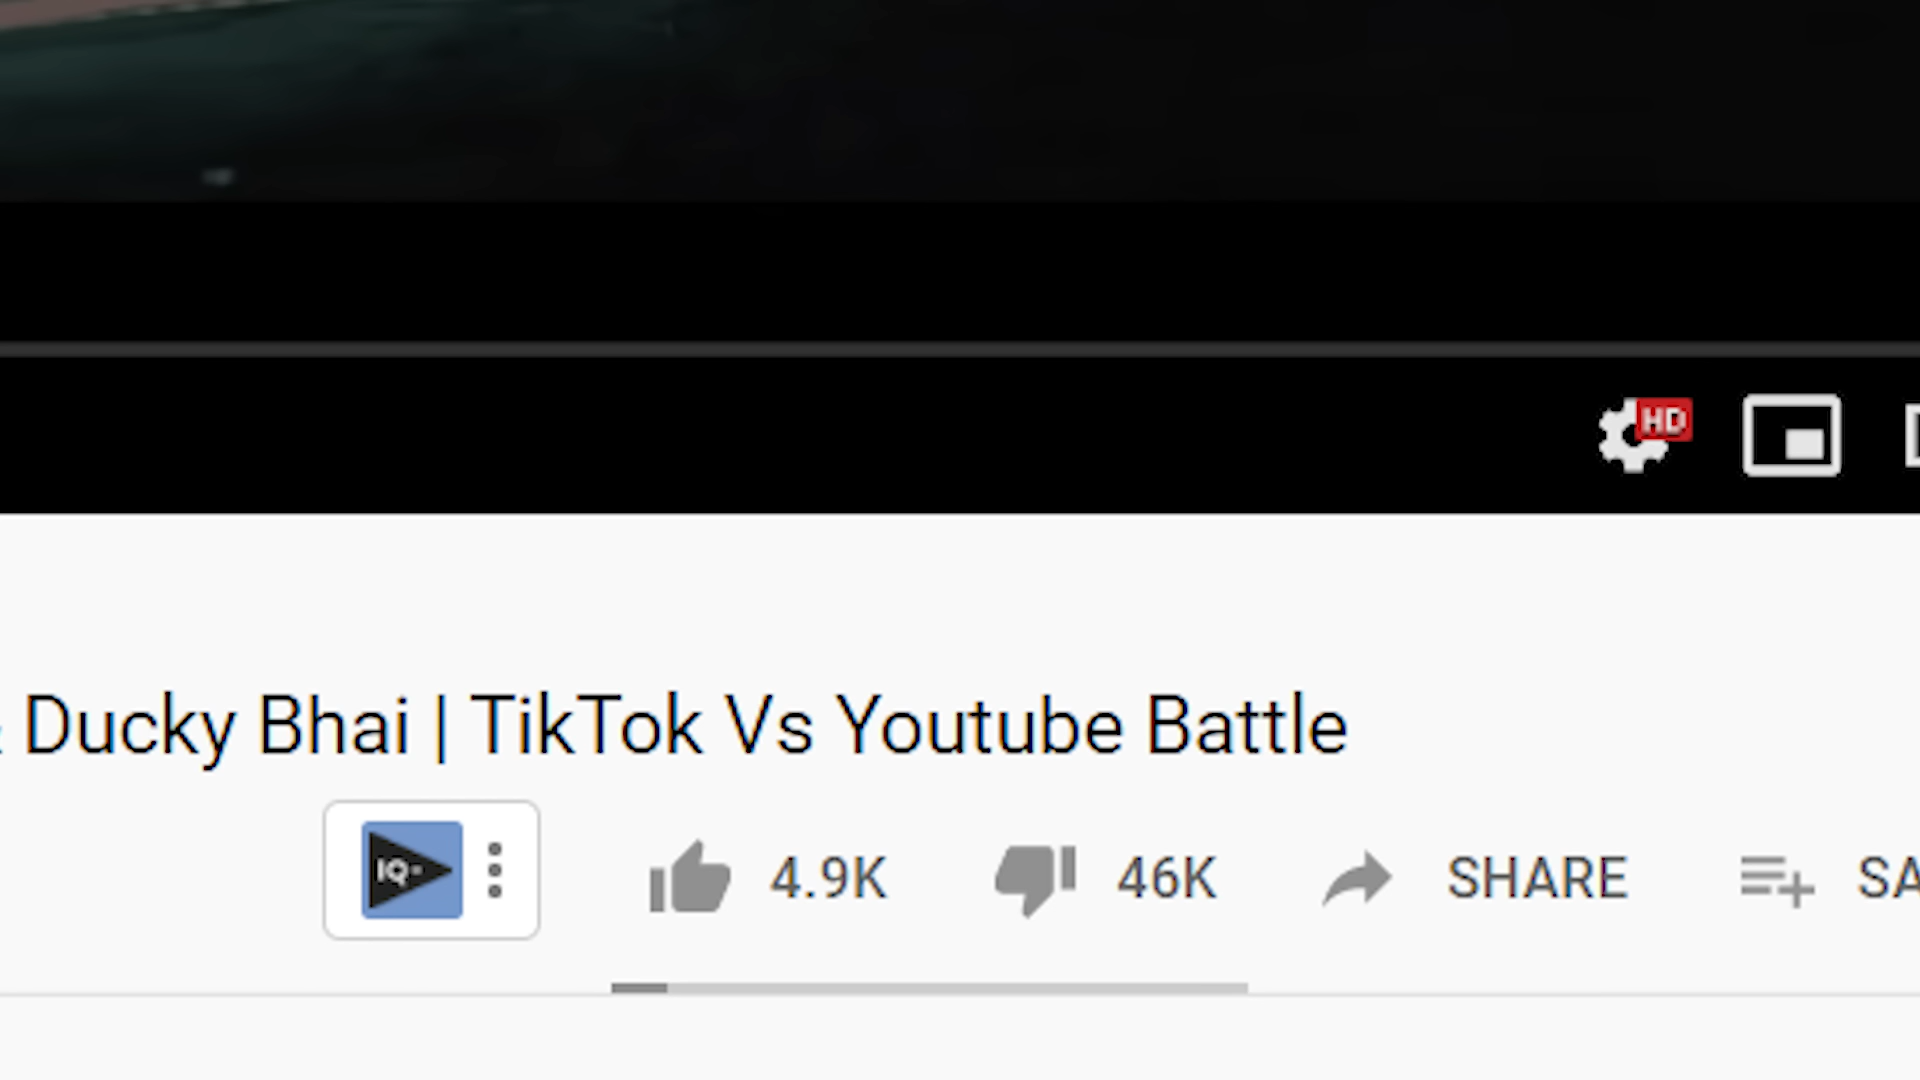 HD
Ducky Bhai | TikTok Vs Youtube Battle
IQ
4.9K
46K
SHARE
SA